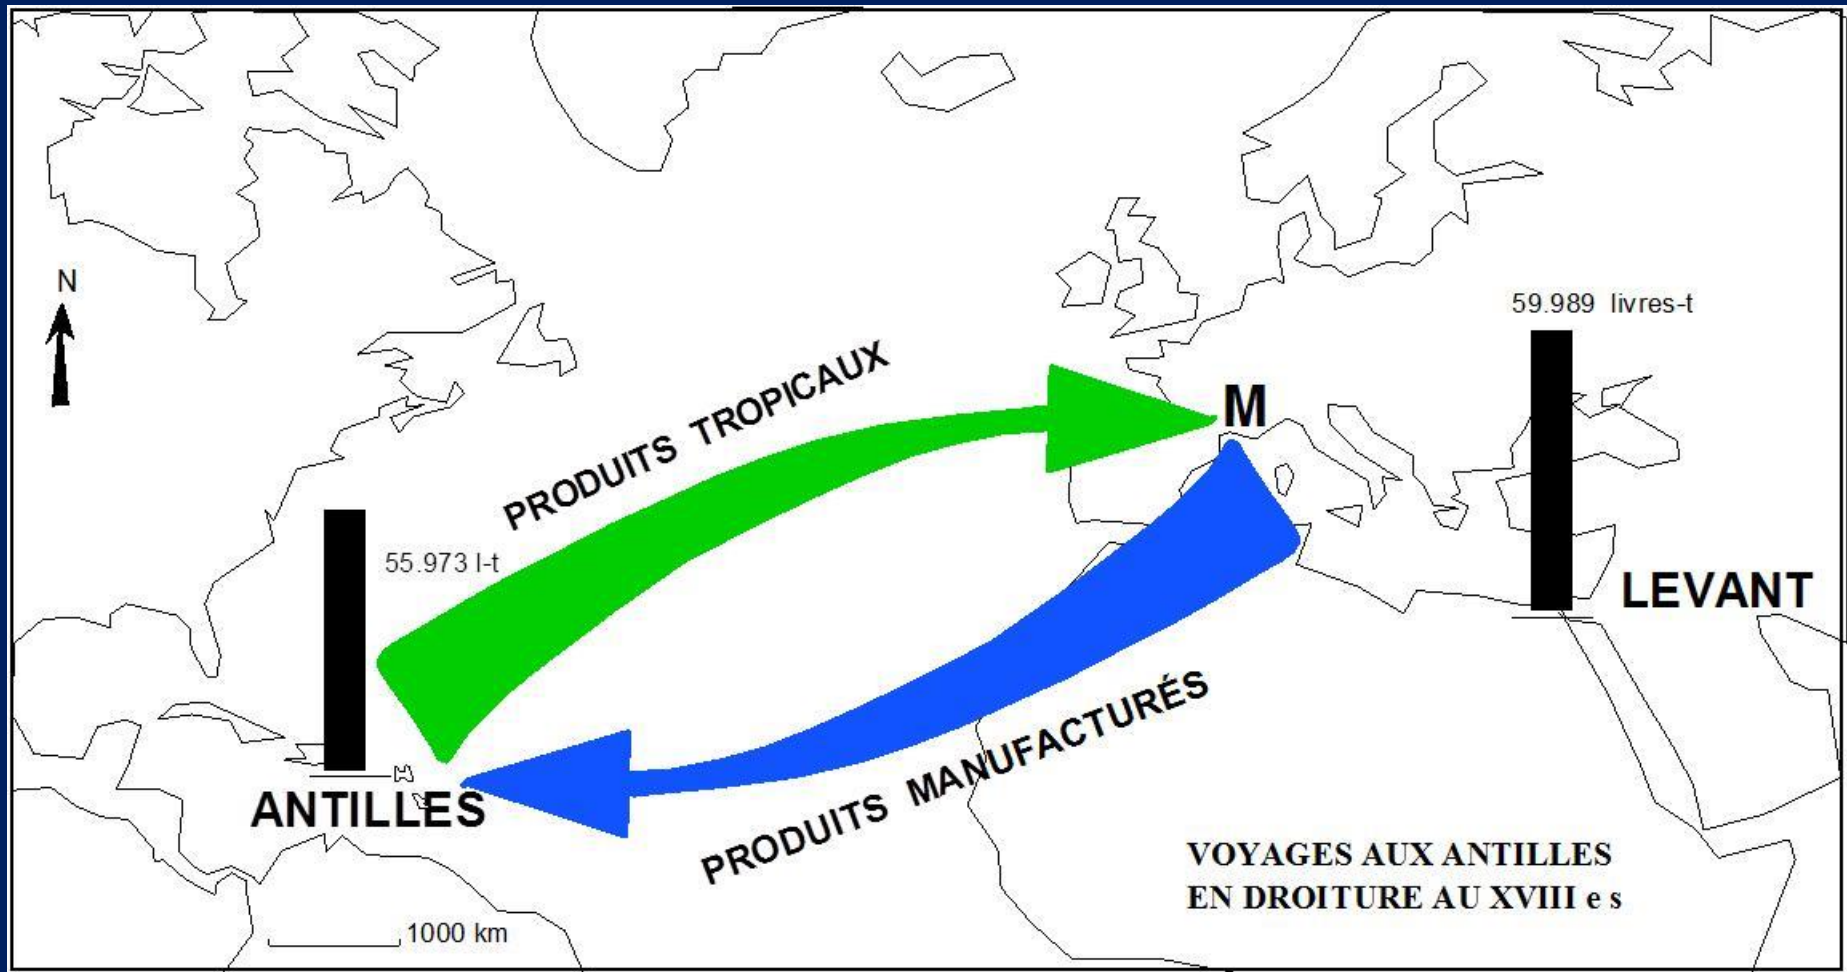 N
59.989 livres-t
PRODUITS TROPICAUX
M
55.973 l-t
LEVANT
PRODUITS MANUFACTURÉS
ANTILLES
VOYAGES AUX ANTILLES
EN DROITURE AU XVIII e s
1000 km